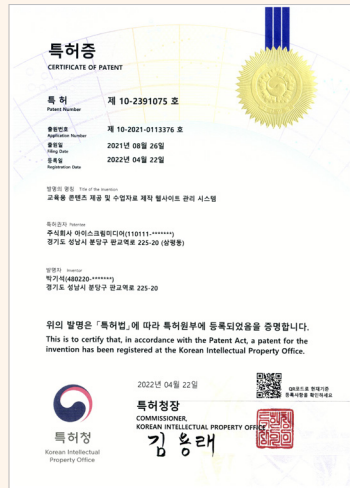 특허증
CERTIFICATE OF PATENT
특 허 제 10-2391075 호
Patent Number
출원번호 제 10-2021-0113376 호
Application Number
출원일 2021년 08월 26일
Filing Date
등록일 2022년 04월 22일
Registration Date
발명의 명칭 Title of the Invention
교육용 콘텐츠 제공 및 수업자료 제작 웹사이트 관리 시스템
특허권자 Patentee
주식회사 아이스크림미디어(110111-*******)
경기도 성남시 분당구 판교역로 225-20 (삼평동)
발명자 Inventor
박기석(480220-*******)
경기도 성남시 분당구 판교역로 225-20
위의 발명은 「특허법」에 따라 특허원부에 등록되었음을 증명합니다.
This is to certify that, in accordance with the Patent Act, a patent for the
invention has been registered at the Korean Intellectual Property Office.
2022년 04월 22일
QR코드로 현재기준
등록사항을 확인하세요
특허청장
COMMISSIONER,
KOREAN INTELLECTUAL PROPERTY OFFICE
김용래
특허청
Korean Intellectual
Property Office